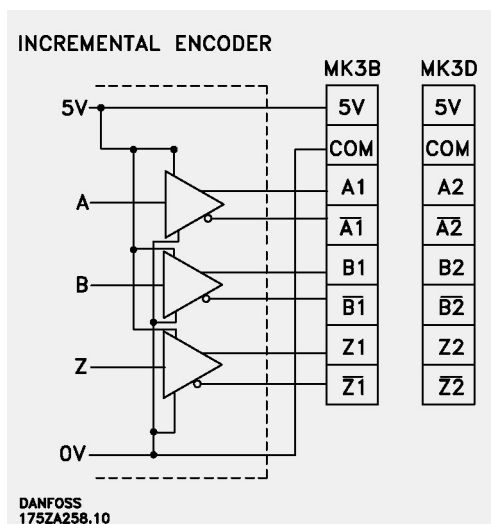 INCREMENTAL ENCODER
MK3B MK3D
5V 5V 5V
COM COM
A A1 A2
A̅1̅ A̅2̅
B B1 B2
B̅1̅ B̅2̅
Z Z1 Z2
Z̅1̅ Z̅2̅
0V
DANFOSS
175ZA258.10